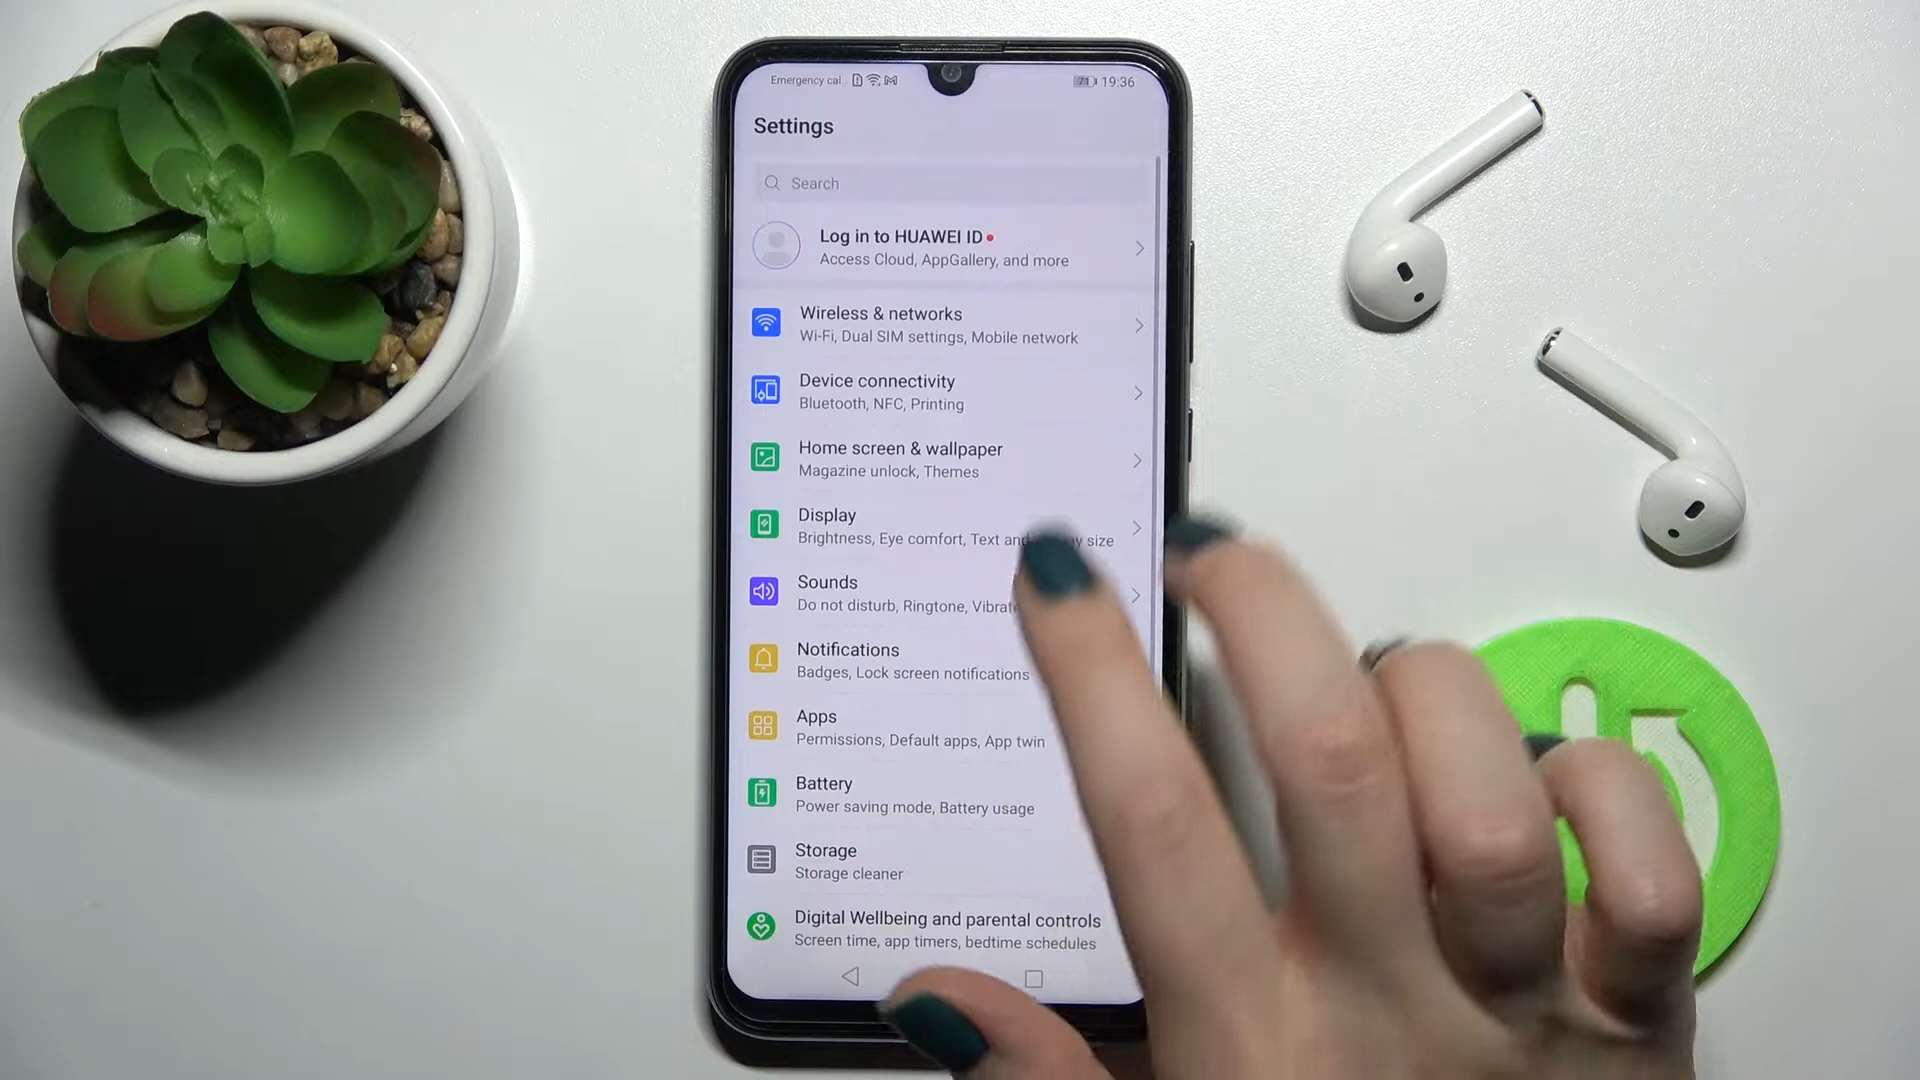 Emergency cal
71 19:36
Settings
Search
Log in to HUAWEI ID
Access Cloud, AppGallery, and more
Wireless & networks
Wi-Fi, Dual SIM settings, Mobile network
Device connectivity
Bluetooth, NFC, Printing
Home screen & wallpaper
Magazine unlock, Themes
Display
Brightness, Eye comfort, Text and size
Sounds
Do not disturb, Ringtone, Vibrate
Notifications
Badges, Lock screen notifications
Apps
Permissions, Default apps, App twin
Battery
Power saving mode, Battery usage
Storage
Storage cleaner
Digital Wellbeing and parental controls
Screen time, app timers, bedtime schedules